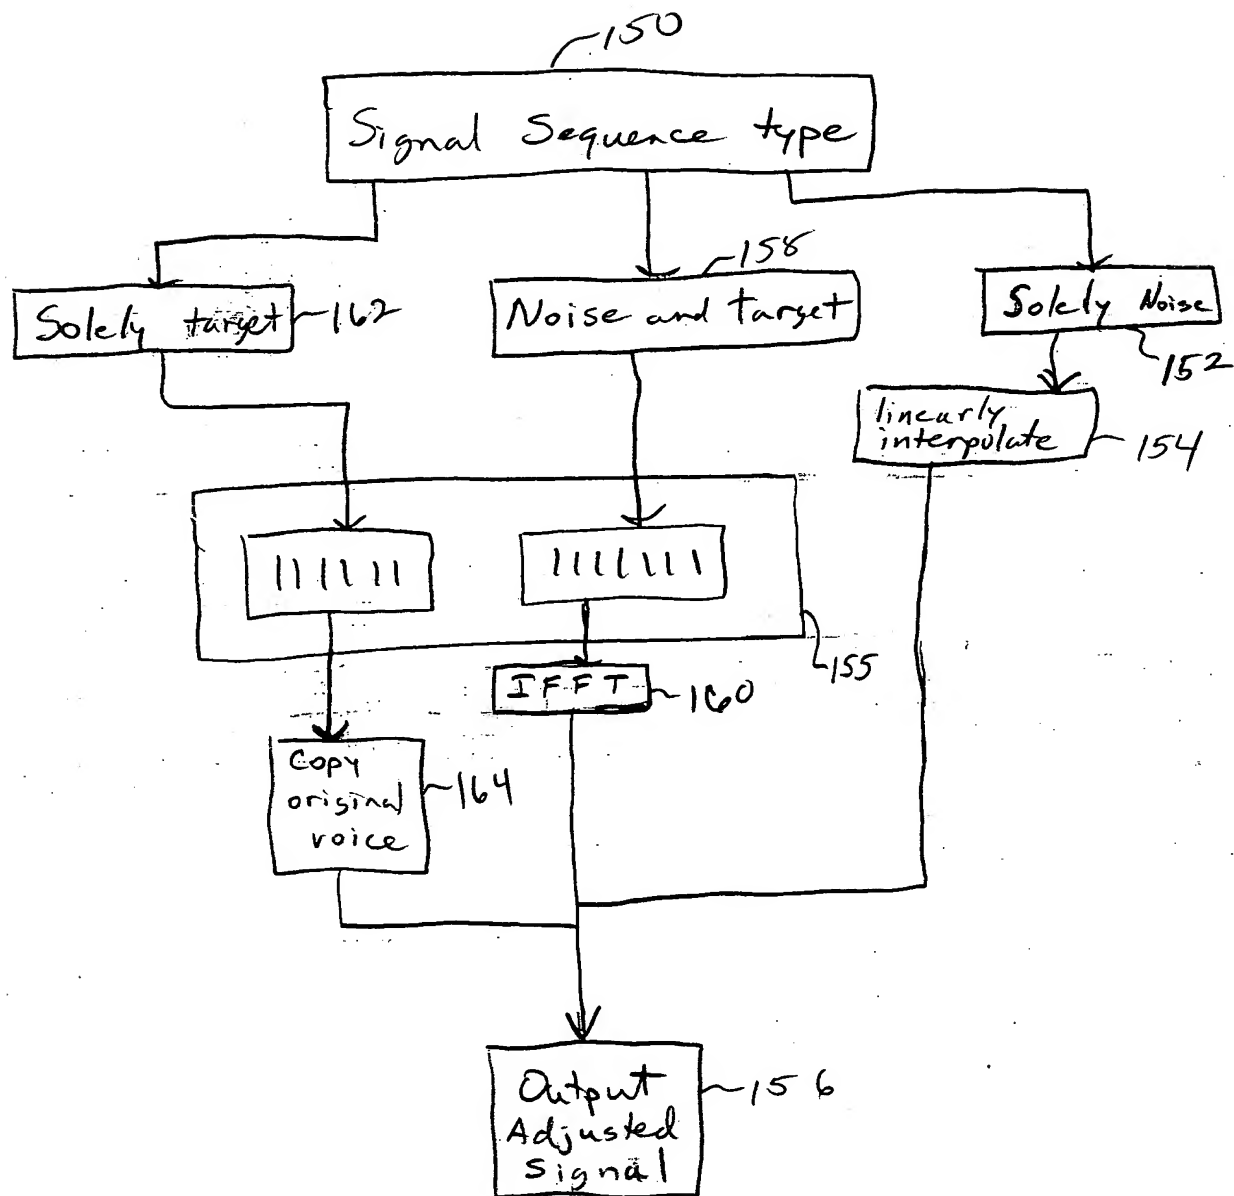 150
Signal Sequence type
158
Solely target
162
Noise and target
Solely Noise
152
linearly
interpolate
154
155
IFFT
160
Copy
original
voice
164
Output
Adjusted
Signal
156